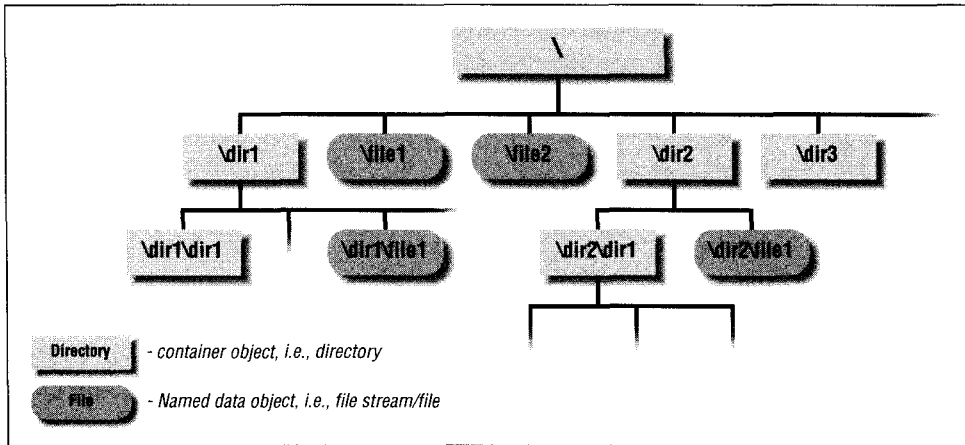 \
\dir1
\file1
\file2
\dir2
\dir3
\dir1\dir1
\dir1\file1
\dir2\dir1
\dir2\file1
Directory - container object, i.e., directory
File - Named data object, i.e., file stream/file